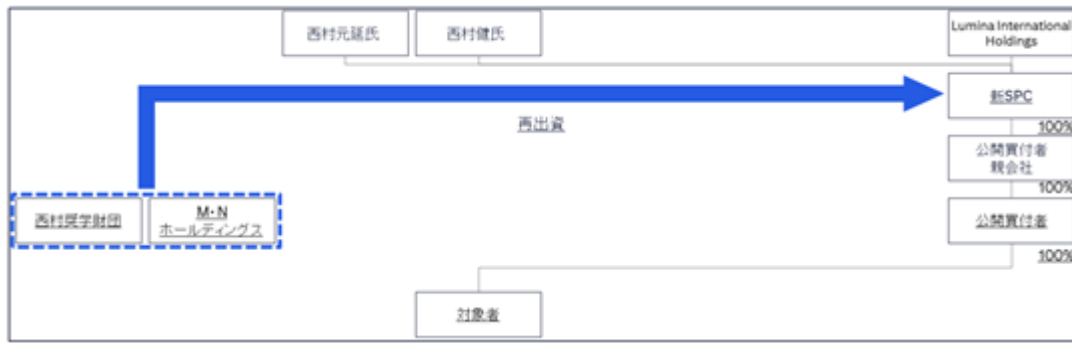 西村元延氏
西村健氏
Lumina International
Holdings
新SPC
再出資
100%
公開買付者
親会社
100%
西村奨学財団
M・N
ホールディングス
公開買付者
100%
対象者